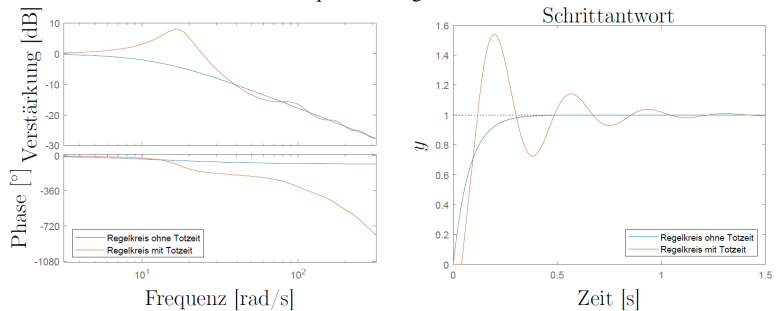 Verstärkung [dB]
10
0
-10
-20
-30
Phase [°]
0
-360
-720
-1080
Regelkreis ohne Totzeit
Regelkreis mit Totzeit
10¹
10²
Frequenz [rad/s]
Schrittantwort
y
1.6
1.4
1.2
1
0.8
0.6
0.4
0.2
0
Regelkreis ohne Totzeit
Regelkreis mit Totzeit
0
0.5
1
1.5
Zeit [s]